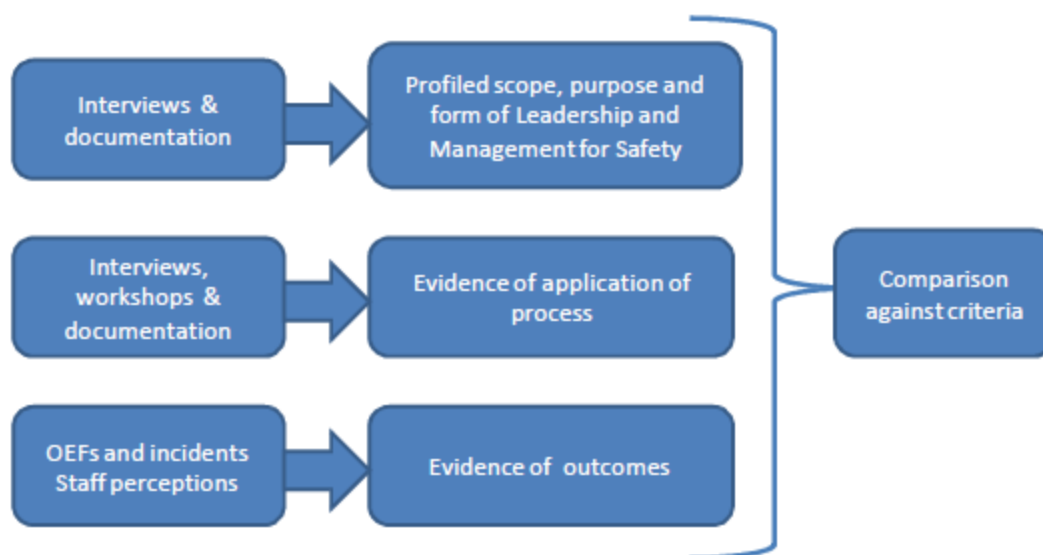 Interviews &
documentation
Profiled scope, purpose and
form of Leadership and
Management for Safety
Interviews,
workshops &
documentation
Evidence of application of
process
OEFs and incidents
Staff perceptions
Evidence of outcomes
Comparison
against criteria